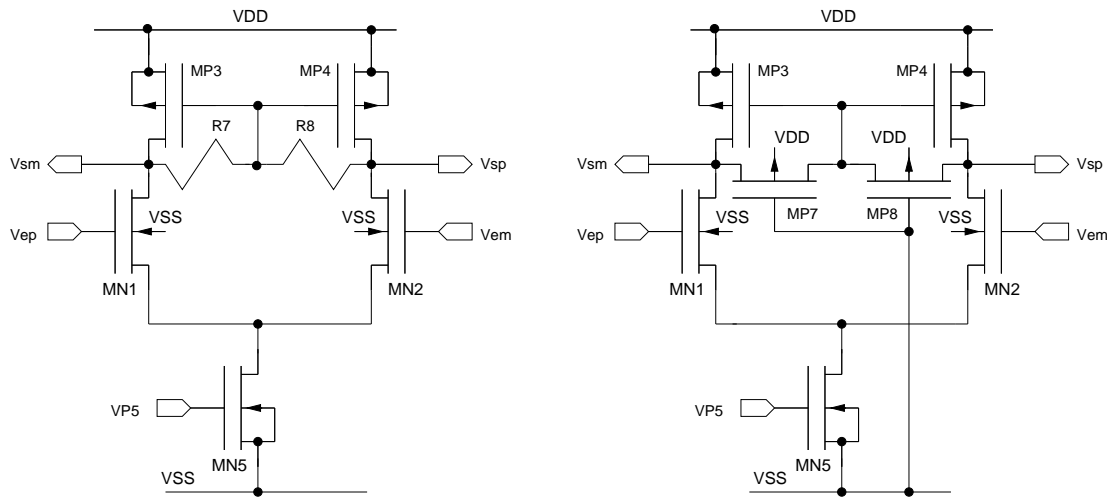 VDD
MP3
MP4
R7
R8
Vsm
Vsp
VSS
VSS
Vep
Vem
MN1
MN2
VP5
MN5
VSS
VDD
MP3
MP4
VDD
VDD
Vsm
Vsp
VSS
MP7
MP8
VSS
Vep
Vem
MN1
MN2
VP5
MN5
VSS